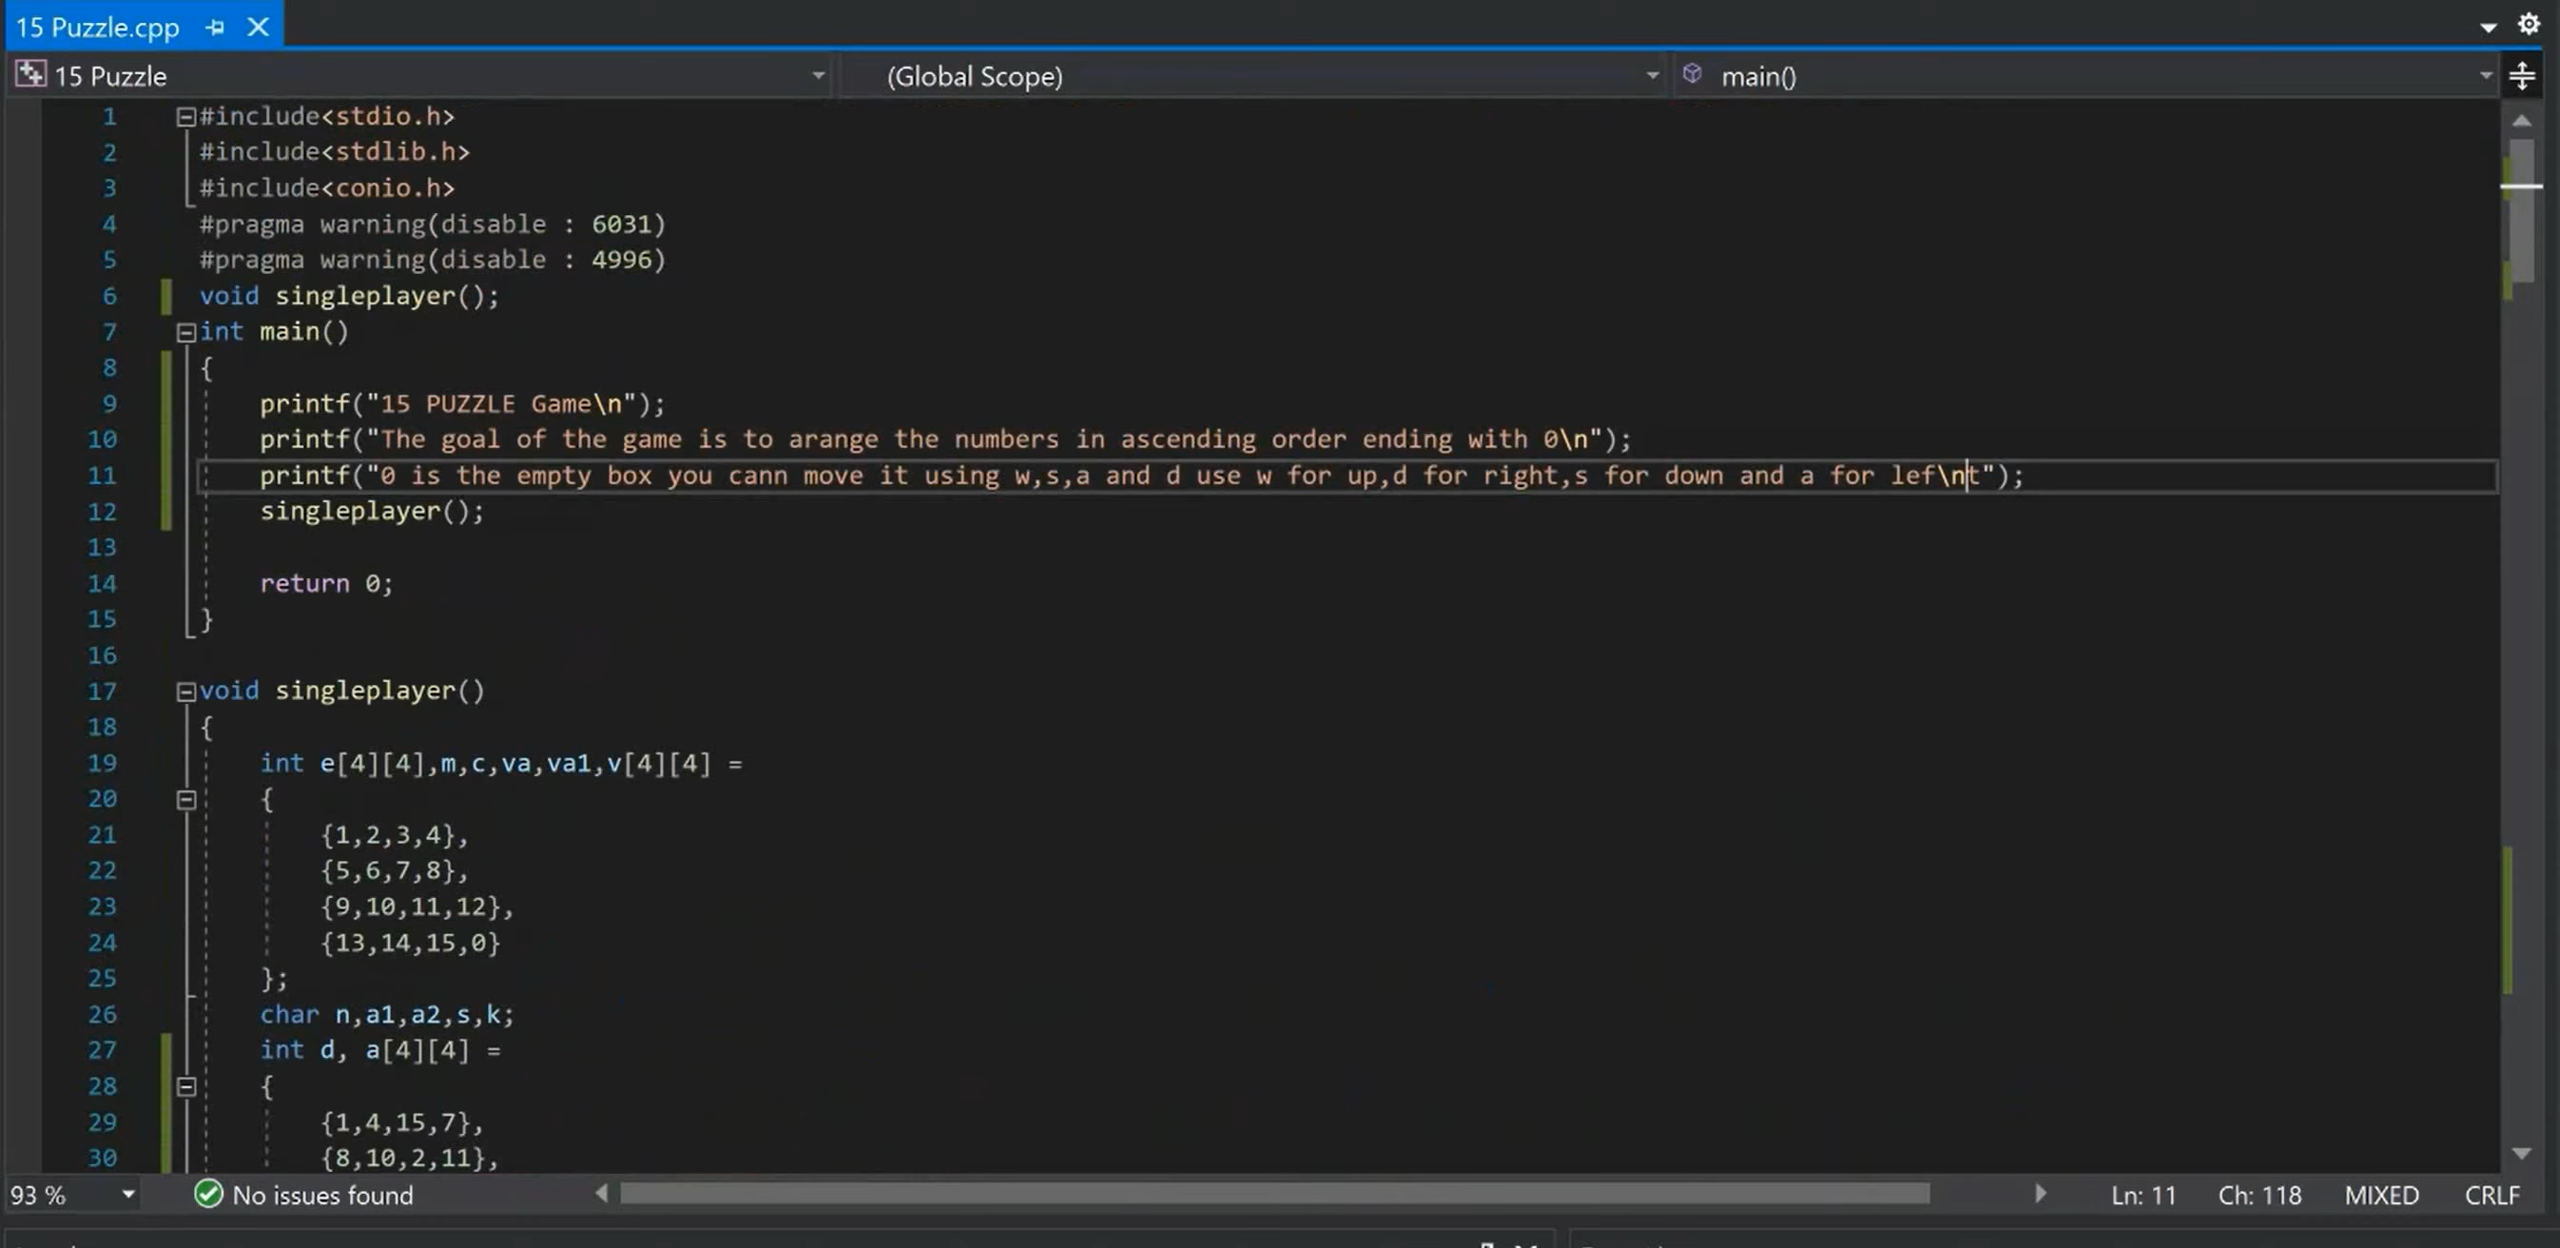 15 Puzzle.cpp
15 Puzzle (Global Scope) main()
1 #include<stdio.h>
2 #include<stdlib.h>
3 #include<conio.h>
4 #pragma warning(disable : 6031)
5 #pragma warning(disable : 4996)
6 void singleplayer();
7 int main()
8 {
9 printf("15 PUZZLE Game\n");
10 printf("The goal of the game is to arange the numbers in ascending order ending with 0\n");
11 printf("0 is the empty box you cann move it using w,s,a and d use w for up,d for right,s for down and a for lef\nt");
12 singleplayer();
13
14 return 0;
15 }
16
17 void singleplayer()
18 {
19 int e[4][4],m,c,va,va1,v[4][4] =
20 {
21 {1,2,3,4},
22 {5,6,7,8},
23 {9,10,11,12},
24 {13,14,15,0}
25 };
26 char n,a1,a2,s,k;
27 int d, a[4][4] =
28 {
29 {1,4,15,7},
30 {8,10,2,11},
93 % No issues found Ln: 11 Ch: 118 MIXED CRLF